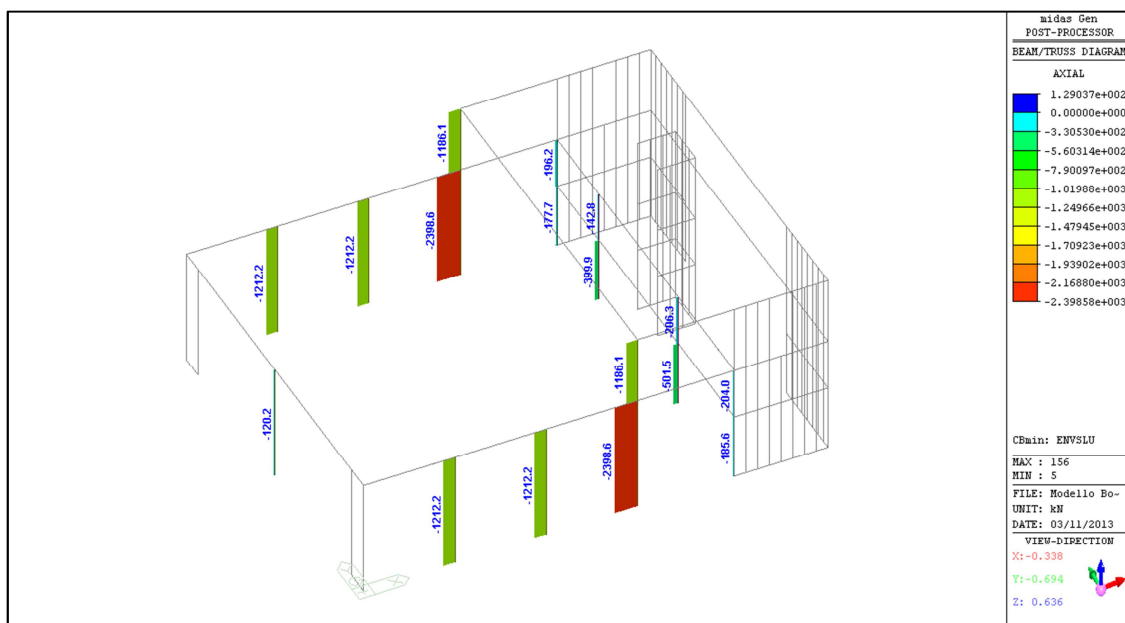 -1186.1
-196.2
-142.8
-177.7
-2398.6
-1212.2
-399.9
-1212.2
-206.3
-1186.1
-501.5
-204.0
-120.2
-185.6
-2398.6
-1212.2
-1212.2
midas Gen
POST-PROCESSOR
BEAM/TRUSS DIAGRAM
AXIAL
1.29037e+002
0.00000e+000
-3.30530e+002
-5.60314e+002
-7.90097e+002
-1.01988e+003
-1.24966e+003
-1.47945e+003
-1.70923e+003
-1.93902e+003
-2.16880e+003
-2.39858e+003
CBmin: ENVSLU
MAX : 156
MIN : 5
FILE: Modello Bo~
UNIT: kN
DATE: 03/11/2013
VIEW-DIRECTION
X:-0.338
Y:-0.694
Z: 0.636